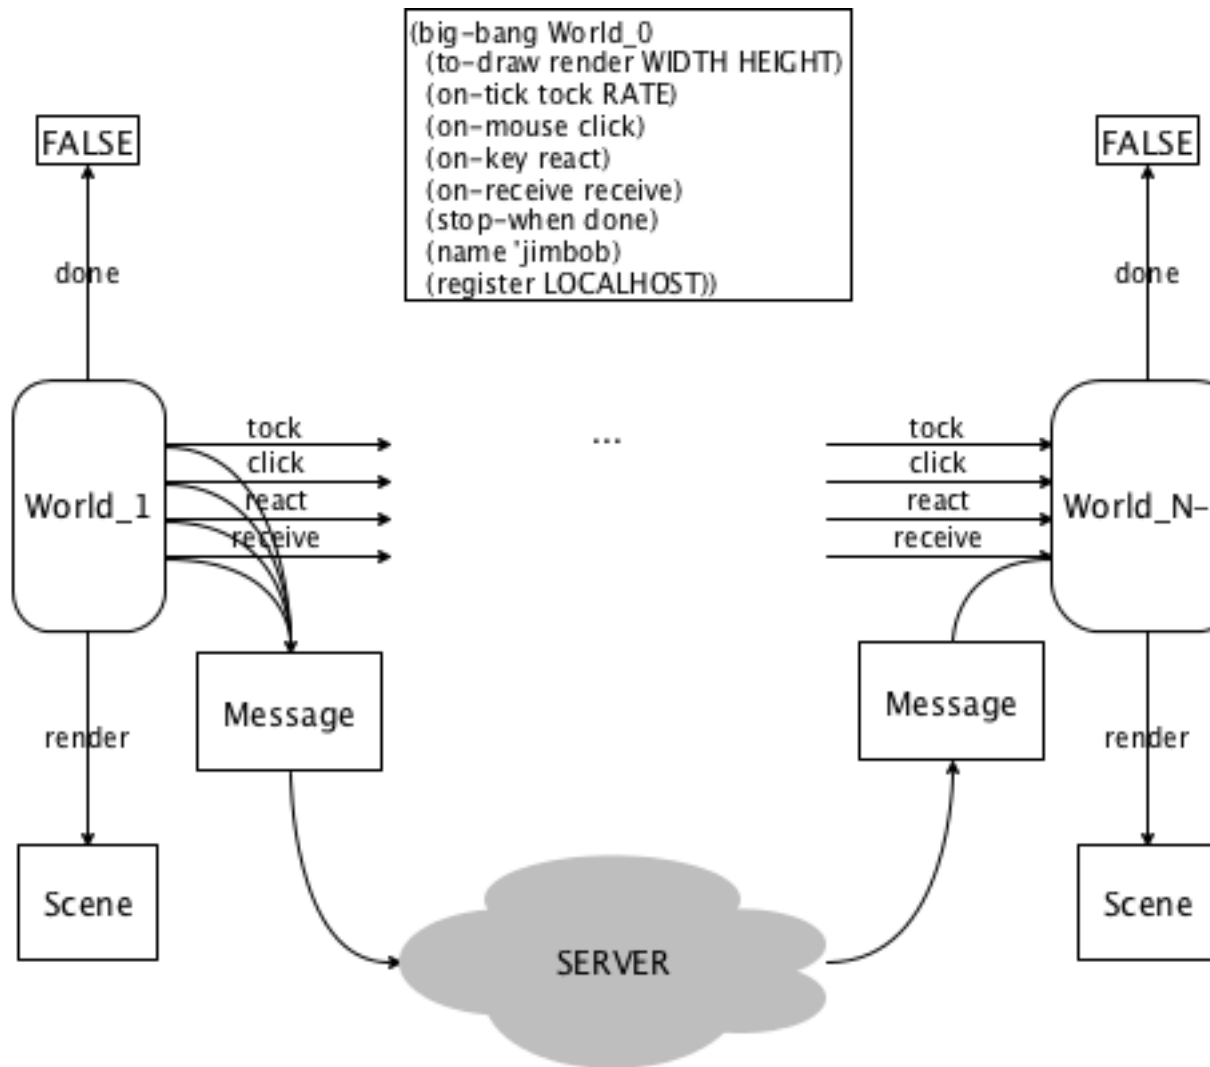 (big-bang World_0
(to-draw render WIDTH HEIGHT)
(on-tick tock RATE)
(on-mouse click)
(on-key react)
(on-receive receive)
(stop-when done)
(name 'jimbob)
(register LOCALHOST))
FALSE
FALSE
done
done
tock
...
tock
click
click
react
react
World_1
World_N-
receive
receive
Message
Message
render
render
Scene
Scene
SERVER